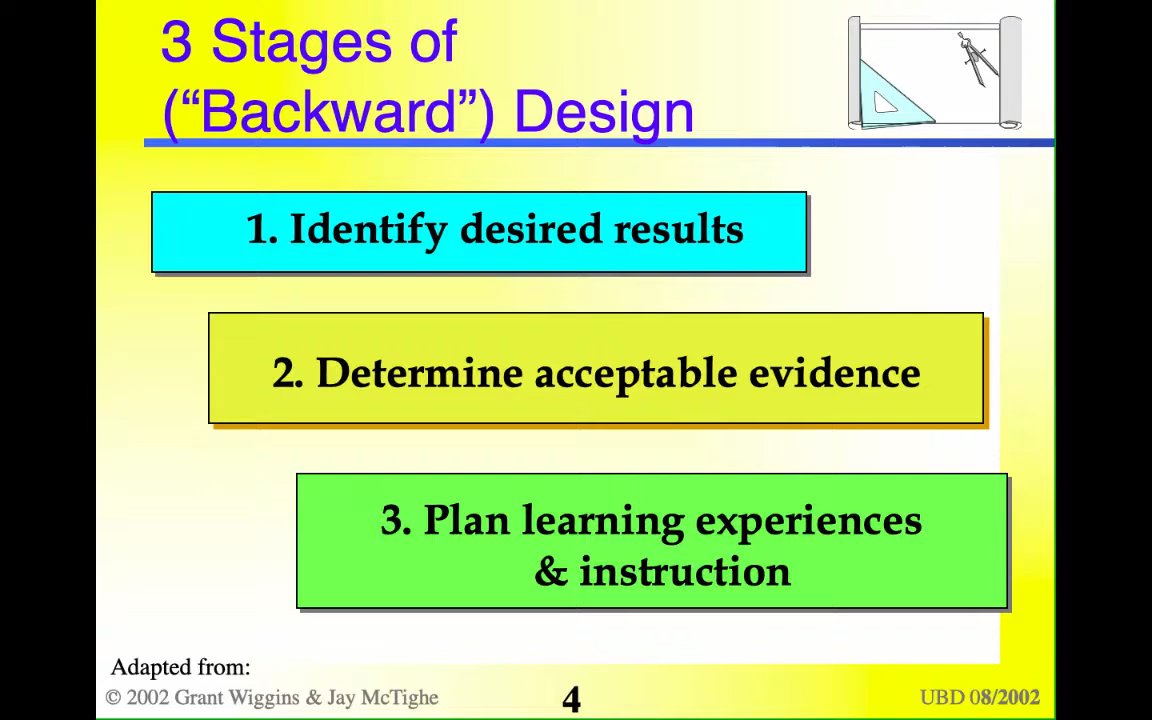 3 Stages of
(“Backward”) Design
1. Identify desired results
2. Determine acceptable evidence
3. Plan learning experiences
& instruction
Adapted from:
© 2002 Grant Wiggins & Jay McTighe
4
UBD 08/2002